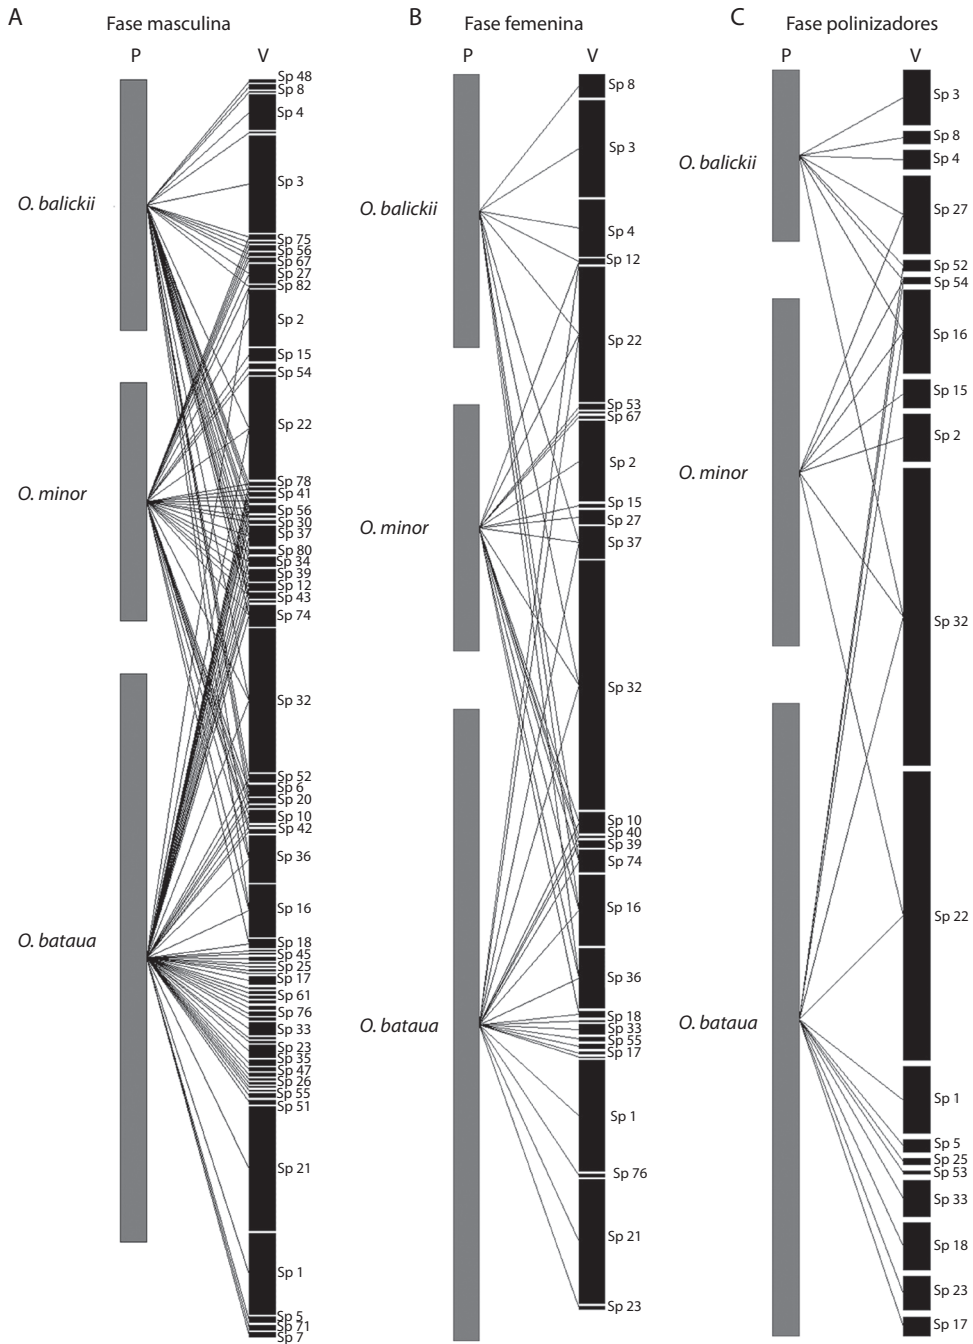 A
Fase masculina
P
V
O. balickii
O. minor
O. bataua
Sp 48
Sp 8
Sp 4
Sp 3
Sp 75
Sp 56
Sp 67
Sp 27
Sp 82
Sp 2
Sp 15
Sp 54
Sp 22
Sp 78
Sp 41
Sp 56
Sp 30
Sp 37
Sp 80
Sp 34
Sp 39
Sp 12
Sp 43
Sp 74
Sp 32
Sp 52
Sp 6
Sp 20
Sp 10
Sp 42
Sp 36
Sp 16
Sp 18
Sp 45
Sp 25
Sp 17
Sp 61
Sp 76
Sp 33
Sp 23
Sp 35
Sp 47
Sp 26
Sp 55
Sp 51
Sp 21
Sp 1
Sp 5
Sp 71
Sp 7
B
Fase femenina
P
V
O. balickii
O. minor
O. bataua
Sp 8
Sp 3
Sp 4
Sp 12
Sp 22
Sp 53
Sp 67
Sp 2
Sp 15
Sp 27
Sp 37
Sp 32
Sp 10
Sp 40
Sp 39
Sp 74
Sp 16
Sp 36
Sp 18
Sp 33
Sp 55
Sp 17
Sp 1
Sp 76
Sp 21
Sp 23
C
Fase polinizadores
P
V
O. balickii
O. minor
O. bataua
Sp 3
Sp 8
Sp 4
Sp 27
Sp 52
Sp 54
Sp 16
Sp 15
Sp 2
Sp 32
Sp 22
Sp 1
Sp 5
Sp 25
Sp 53
Sp 33
Sp 18
Sp 23
Sp 17